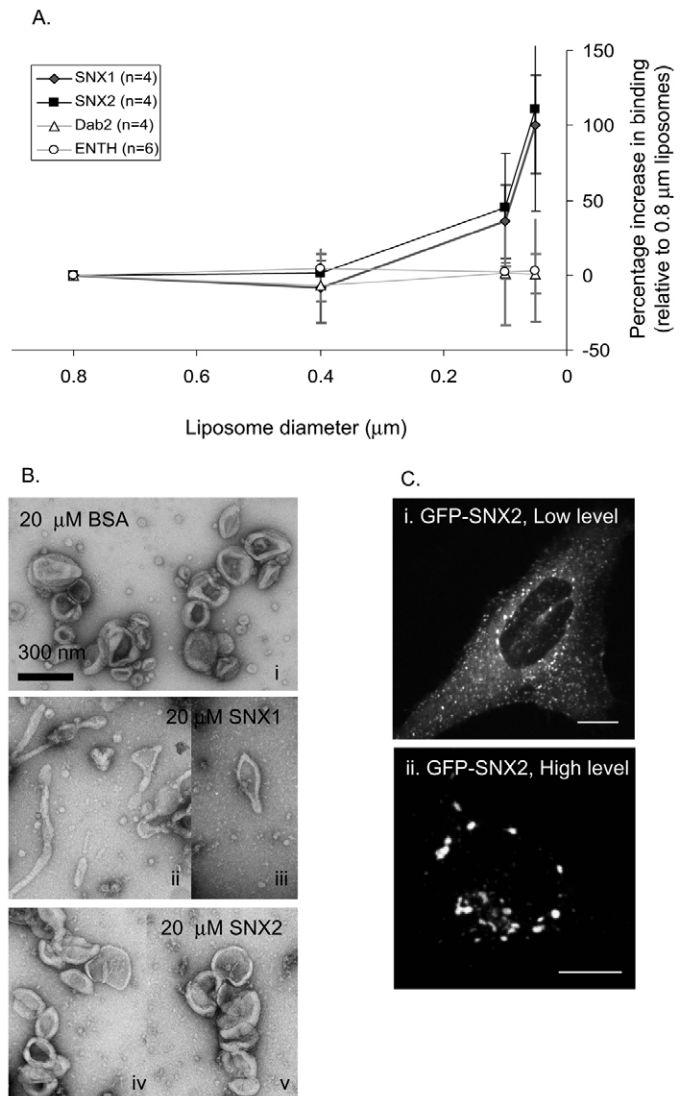 A.
SNX1 (n=4)
SNX2 (n=4)
Dab2 (n=4)
ENTH (n=6)
150
100
50
0
-50
Percentage increase in binding
(relative to 0.8 μm liposomes)
0.8
0.6
0.4
0.2
0
Liposome diameter (μm)
B.
20 μM BSA
300 nm
i
20 μM SNX1
ii
iii
20 μM SNX2
iv
v
C.
i. GFP-SNX2, Low level
ii. GFP-SNX2, High level